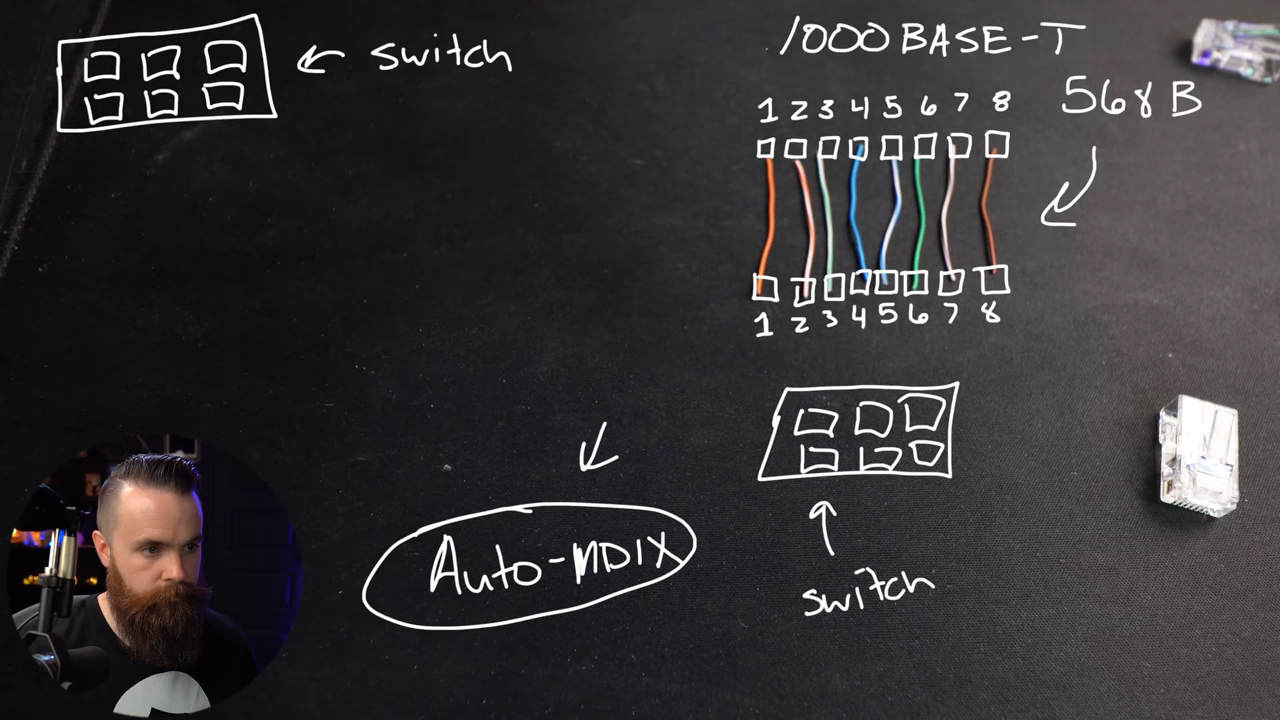 switch
1000BASE-T
568B
1 2 3 4 5 6 7 8
1 2 3 4 5 6 7 8
Auto-MDIX
switch